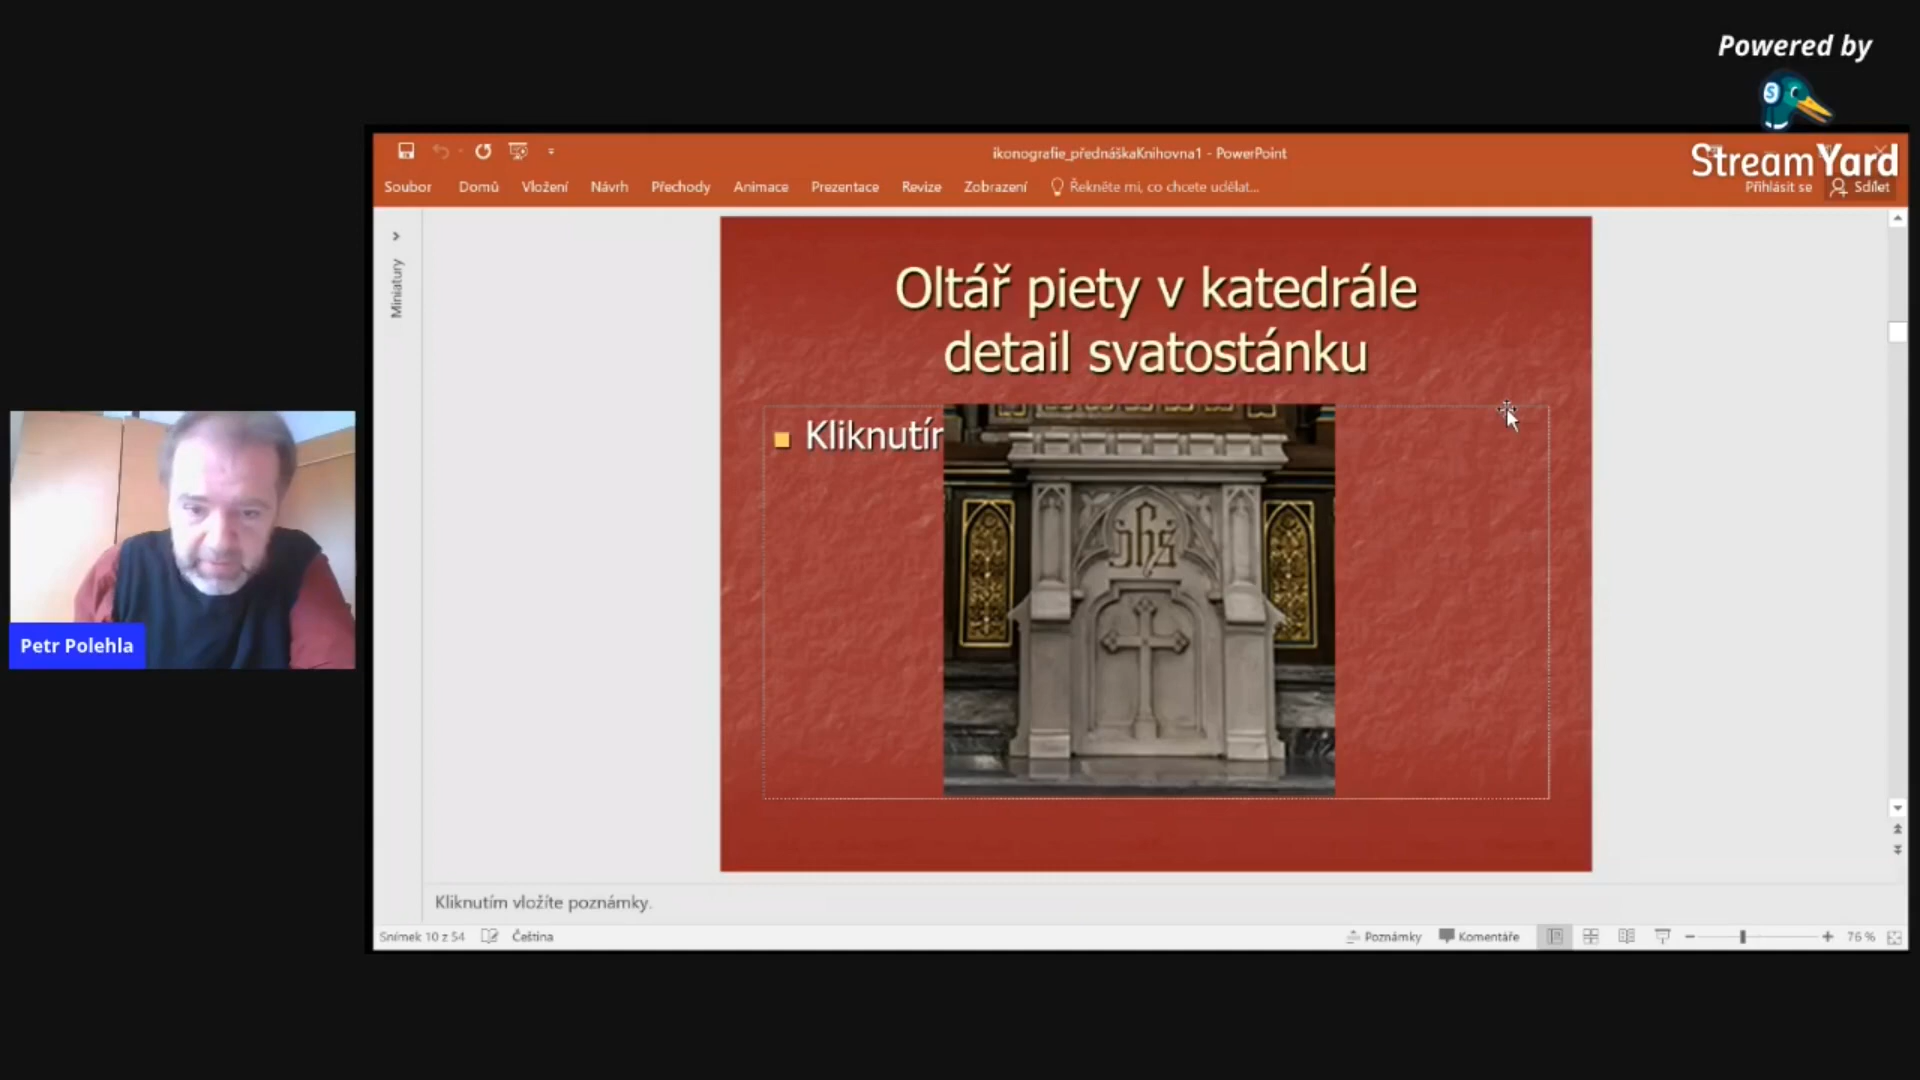 Powered by
StreamYard
ikonografie_přednáškaKnihovna1 - PowerPoint
Soubor Domů Vložení Návrh Přechody Animace Prezentace Revize Zobrazení Řekněte mi, co chcete udělat... Přihlásit se Sdílet
Miniatury
Oltář piety v katedrále
detail svatostánku
Kliknutím
ihs
Petr Polehla
Kliknutím vložíte poznámky.
Snímek 10 z 54 Čeština Poznámky Komentáře 76 %